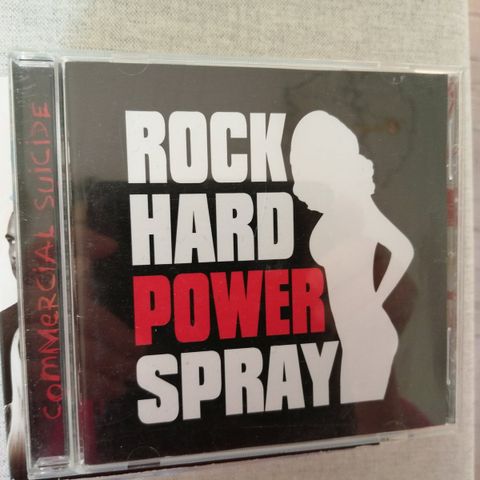 COMMERCIAL SUICIDE
ROCK
HARD
POWER
SPRAY